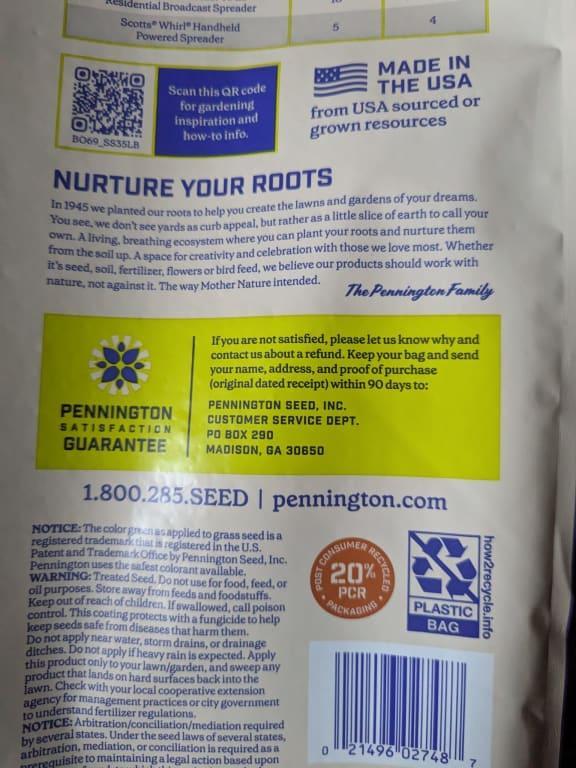 Residential Broadcast Spreader
Scotts® Whirl® Handheld
Powered Spreader
5
4
BO69_SS35LB
Scan this QR code
for gardening
inspiration and
how-to info.
MADE IN
THE USA
from USA sourced or
grown resources
NURTURE YOUR ROOTS
In 1945 we planted our roots to help you create the lawns and gardens of your dreams.
You see, we don't see yards as curb appeal, but rather as a little slice of earth to call your
own. A living, breathing ecosystem where you can plant your roots and nurture them
from the soil up. A space for creativity and celebration with those we love most. Whether
it's seed, soil, fertilizer, flowers or bird feed, we believe our products should work with
nature, not against it. The way Mother Nature intended.
The Pennington Family
PENNINGTON
SATISFACTION
GUARANTEE
If you are not satisfied, please let us know why and
contact us about a refund. Keep your bag and send
your name, address, and proof of purchase
(original dated receipt) within 90 days to:
PENNINGTON SEED, INC.
CUSTOMER SERVICE DEPT.
PO BOX 290
MADISON, GA 30650
1.800.285.SEED | pennington.com
NOTICE: The color green as applied to grass seed is a
registered trademark that is registered in the U.S.
Patent and Trademark Office by Pennington Seed, Inc.
Pennington uses the safest colorant available.
WARNING: Treated Seed. Do not use for food, feed, or
oil purposes. Store away from feeds and foodstuffs.
Keep out of reach of children. If swallowed, call poison
control. This coating protects with a fungicide to help
keep seeds safe from diseases that harm them.
Do not apply near water, storm drains, or drainage
ditches. Do not apply if heavy rain is expected. Apply
this product only to your lawn/garden, and sweep any
product that lands on hard surfaces back into the
lawn. Check with your local cooperative extension
agency for management practices or city government
to understand fertilizer regulations.
NOTICE: Arbitration/conciliation/mediation required
by several states. Under the seed laws of several states,
arbitration, mediation, or conciliation is required as a
prerequisite to maintaining a legal action based upon
POST CONSUMER RECYCLED
20%
PCR
PACKAGING
PLASTIC
BAG
how2recycle.info
0 21496 02748 7